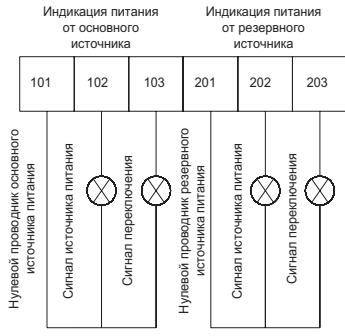 Индикация питания
от основного
источника
Индикация питания
от резервного
источника
101
102
103
201
202
203
Нулевой проводник основного
источника питания
Сигнал источника питания
Сигнал переключения
Нулевой проводник резервного
источника питания
Сигнал источника питания
Сигнал переключения